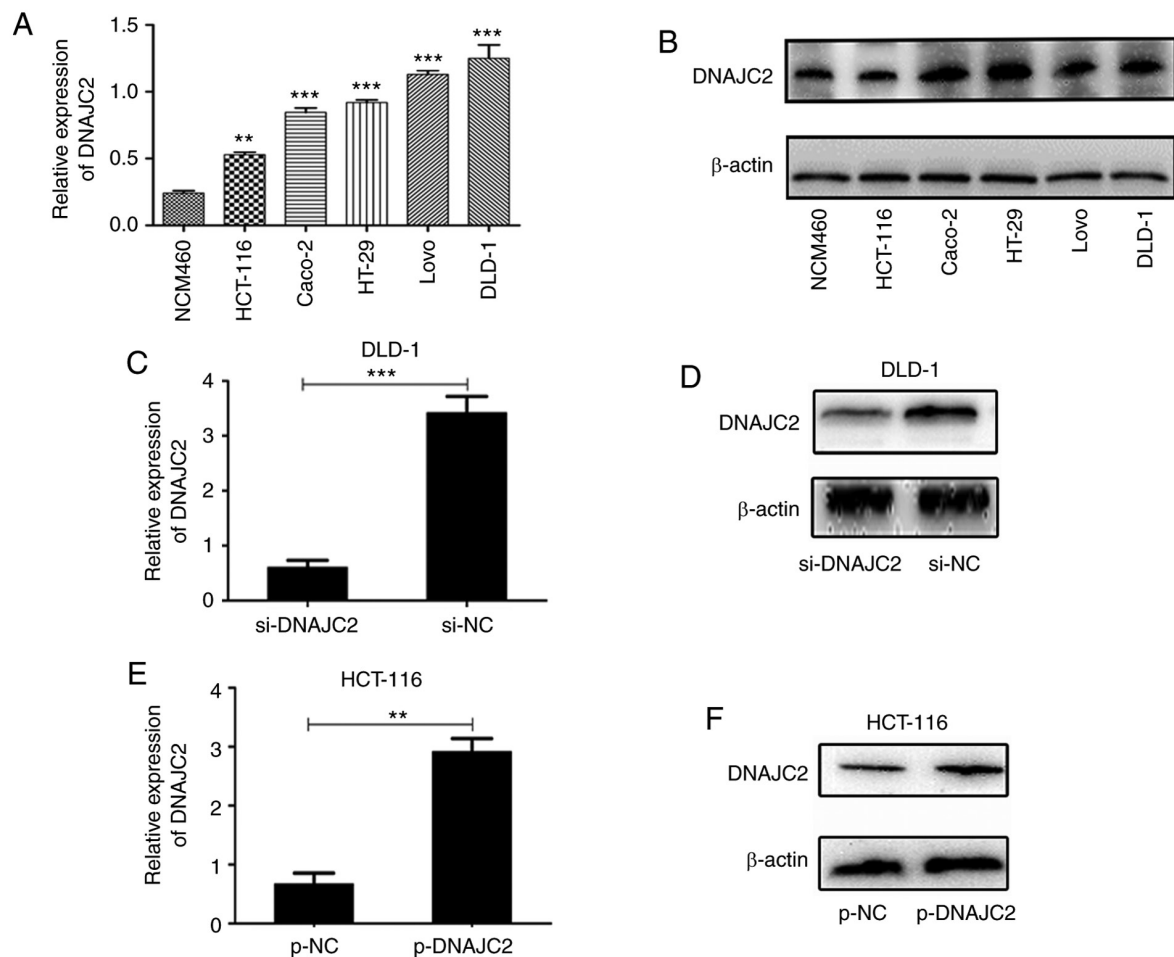 A
Relative expression
of DNAJC2
1.5
1.0
0.5
0.0
**
***
***
***
***
NCM460
HCT-116
Caco-2
HT-29
Lovo
DLD-1
B
DNAJC2
β-actin
NCM460
HCT-116
Caco-2
HT-29
Lovo
DLD-1
C
DLD-1
Relative expression
of DNAJC2
4
3
2
1
0
***
si-DNAJC2
si-NC
D
DLD-1
DNAJC2
β-actin
si-DNAJC2
si-NC
E
HCT-116
Relative expression
of DNAJC2
4
3
2
1
0
**
p-NC
p-DNAJC2
F
HCT-116
DNAJC2
β-actin
p-NC
p-DNAJC2